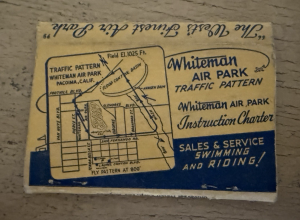 "The West's Finest Air Park"
Field El. 1025 Ft.
TRAFFIC PATTERN
WHITEMAN AIR PARK
PACOIMA, CALIF.
FLY PATTERN AT 800'
Whiteman
AIR PARK
TRAFFIC PATTERN
Whiteman AIR PARK
Instruction Charter
SALES & SERVICE
SWIMMING
AND RIDING!